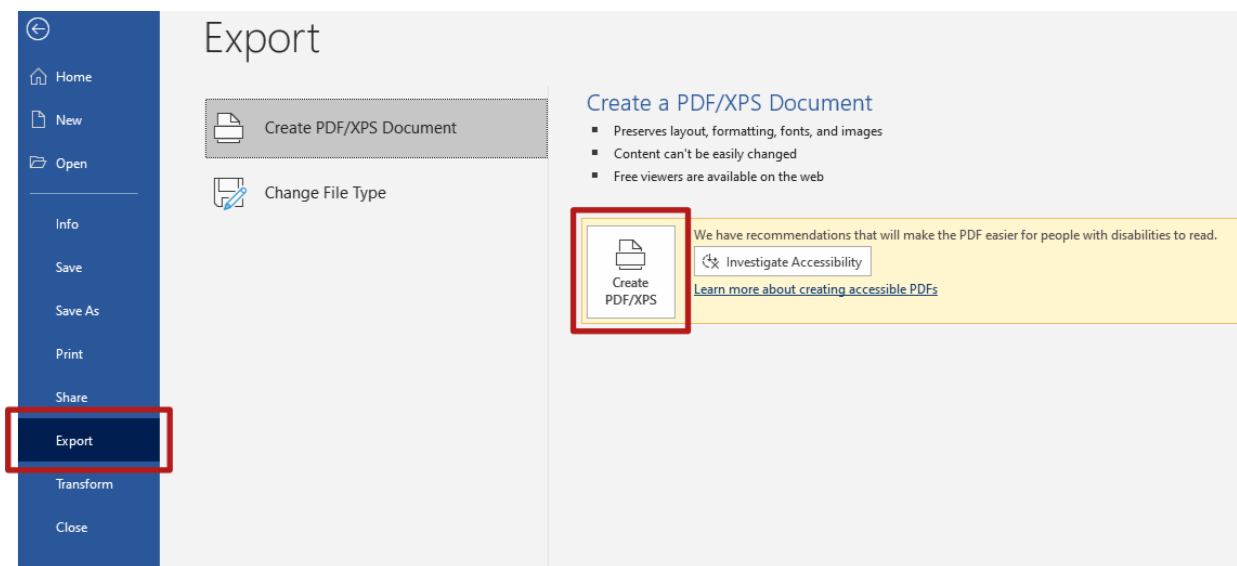 Export
Home
New
Open
Info
Save
Save As
Print
Share
Export
Transform
Close
Create PDF/XPS Document
Change File Type
Create a PDF/XPS Document
Preserves layout, formatting, fonts, and images
Content can't be easily changed
Free viewers are available on the web
Create
PDF/XPS
We have recommendations that will make the PDF easier for people with disabilities to read.
Investigate Accessibility
Learn more about creating accessible PDFs